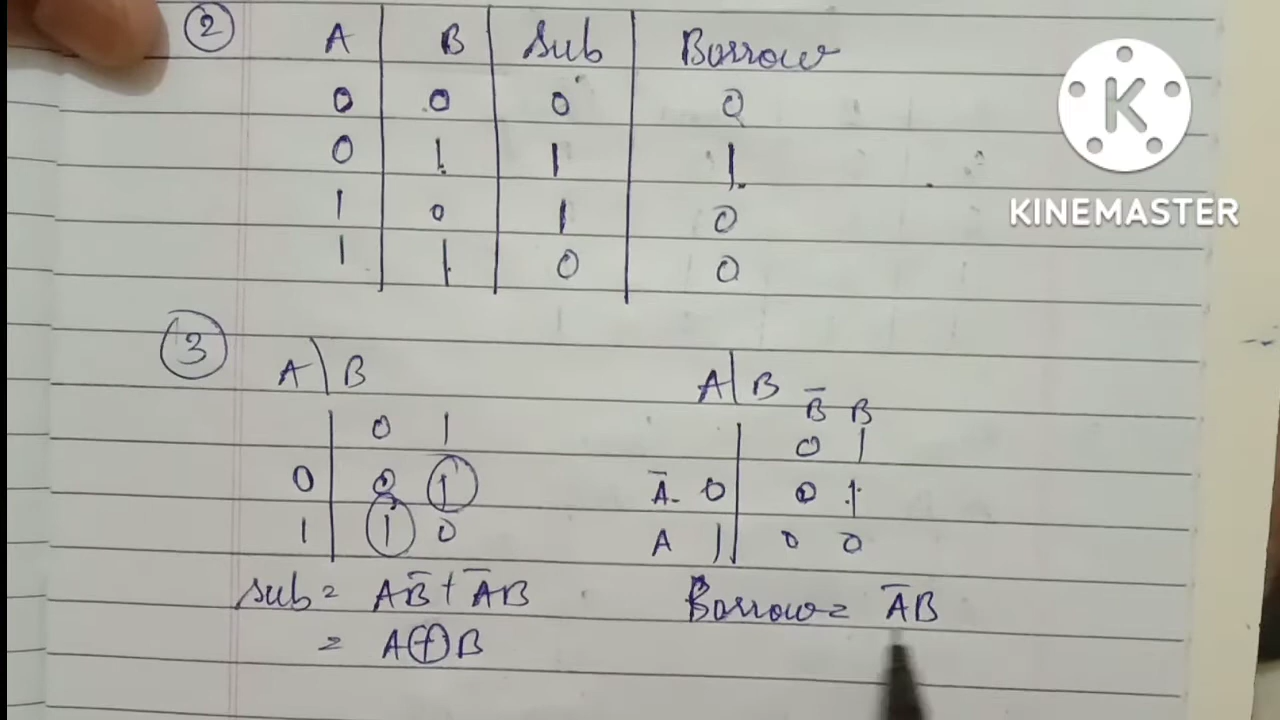 ② A B Sub Borrow
0 0 0 0
0 1 1 1
1 0 1 0
1 1 0 0
③ A\B
0 1
0 0 1
1 1 0
Sub = AB̅ + A̅B
= A⊕B
A|B
B̅ B
0 1
A̅ 0 0 1
A 1 0 0
Borrow = A̅B
K
KINEMASTER